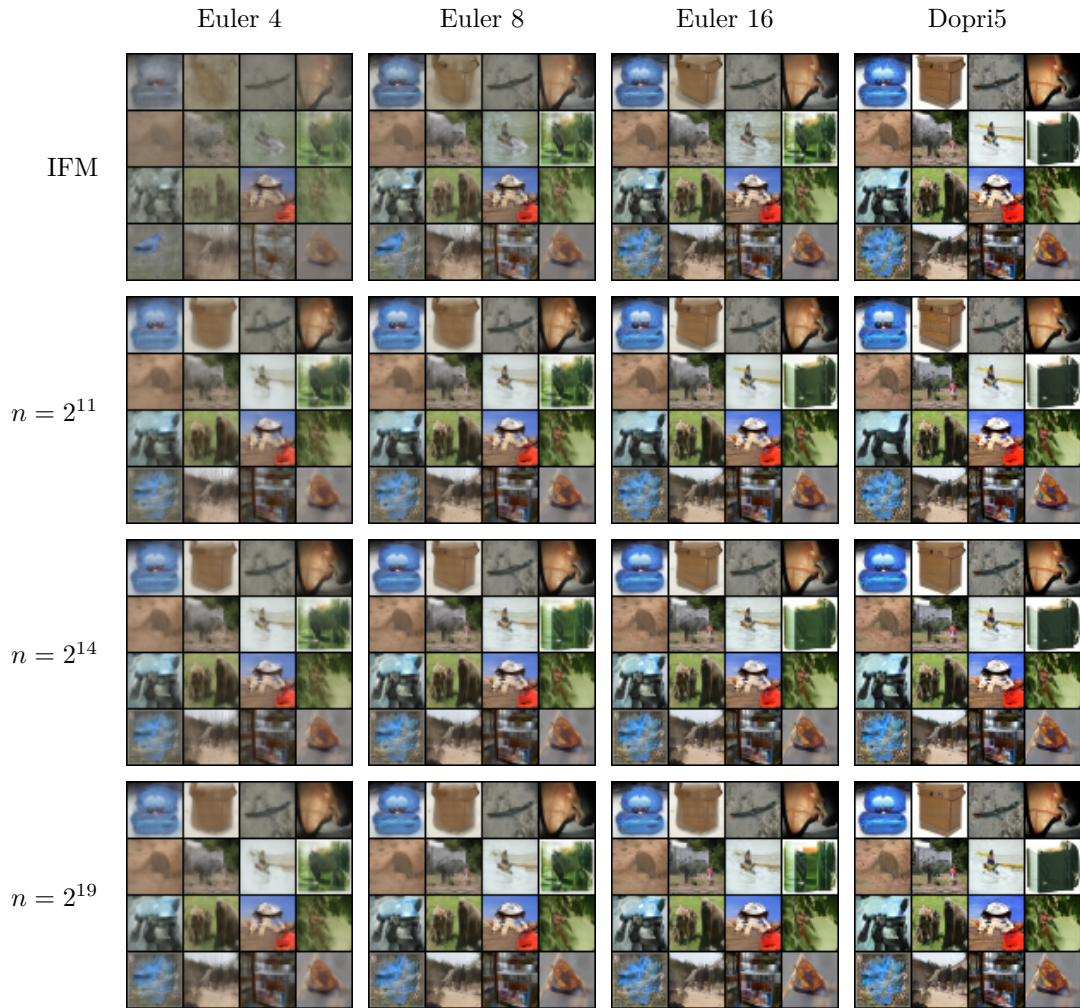 Euler 4 Euler 8 Euler 16 Dopri5
IFM
n = 2^11
n = 2^14
n = 2^19